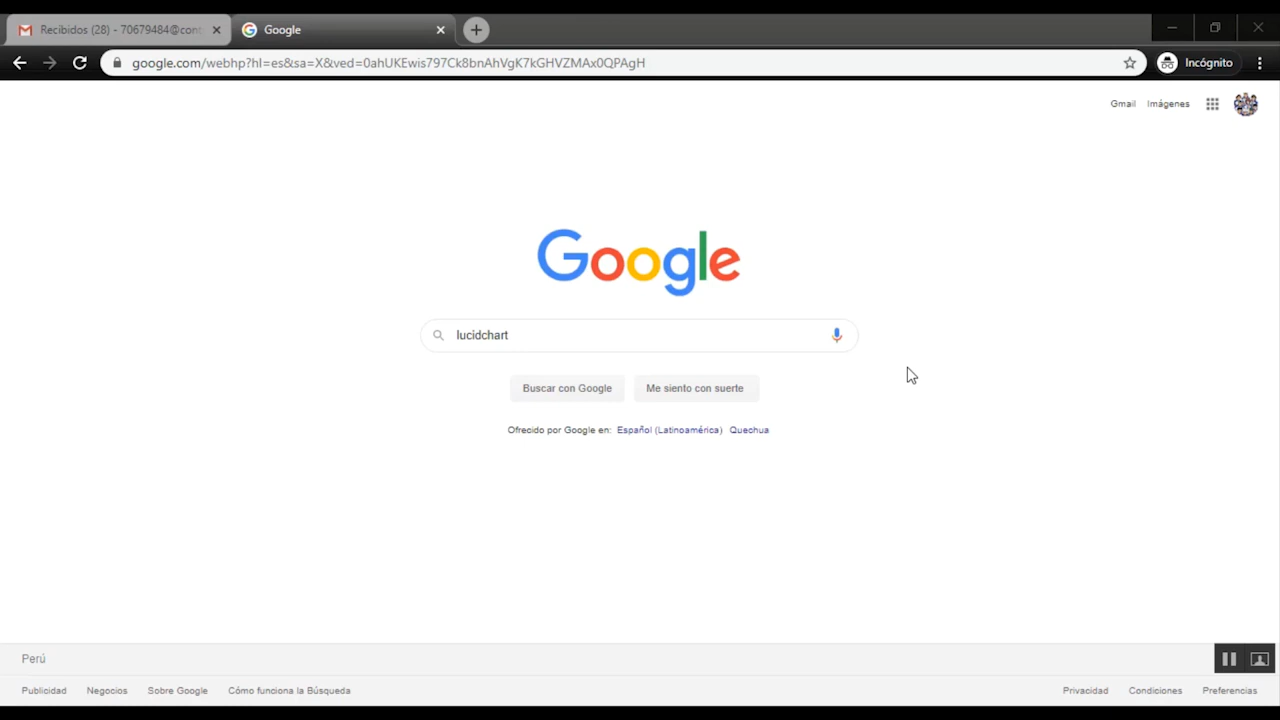 Recibidos (28) - 70679484@cont
Google
google.com/webhp?hl=es&sa=X&ved=0ahUKEwis797Ck8bnAhVgK7kGHVZMAx0QPAgH
Incógnito
Gmail Imágenes
Google
lucidchart
Buscar con Google Me siento con suerte
Ofrecido por Google en: Español (Latinoamérica) Quechua
Perú
Publicidad Negocios Sobre Google Cómo funciona la Búsqueda Privacidad Condiciones Preferencias